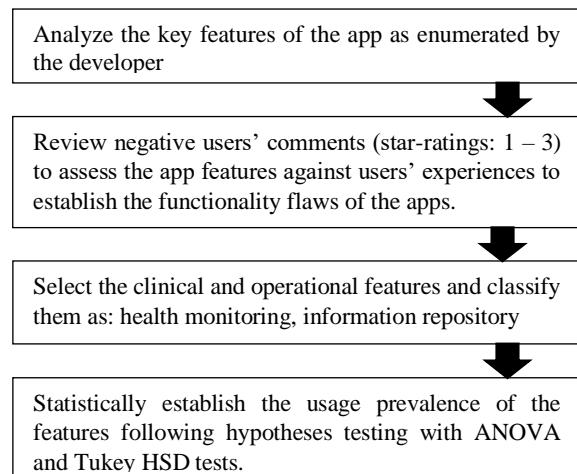 Analyze the key features of the app as enumerated by
the developer
Review negative users’ comments (star-ratings: 1 – 3)
to assess the app features against users’ experiences to
establish the functionality flaws of the apps.
Select the clinical and operational features and classify
them as: health monitoring, information repository
Statistically establish the usage prevalence of the
features following hypotheses testing with ANOVA
and Tukey HSD tests.